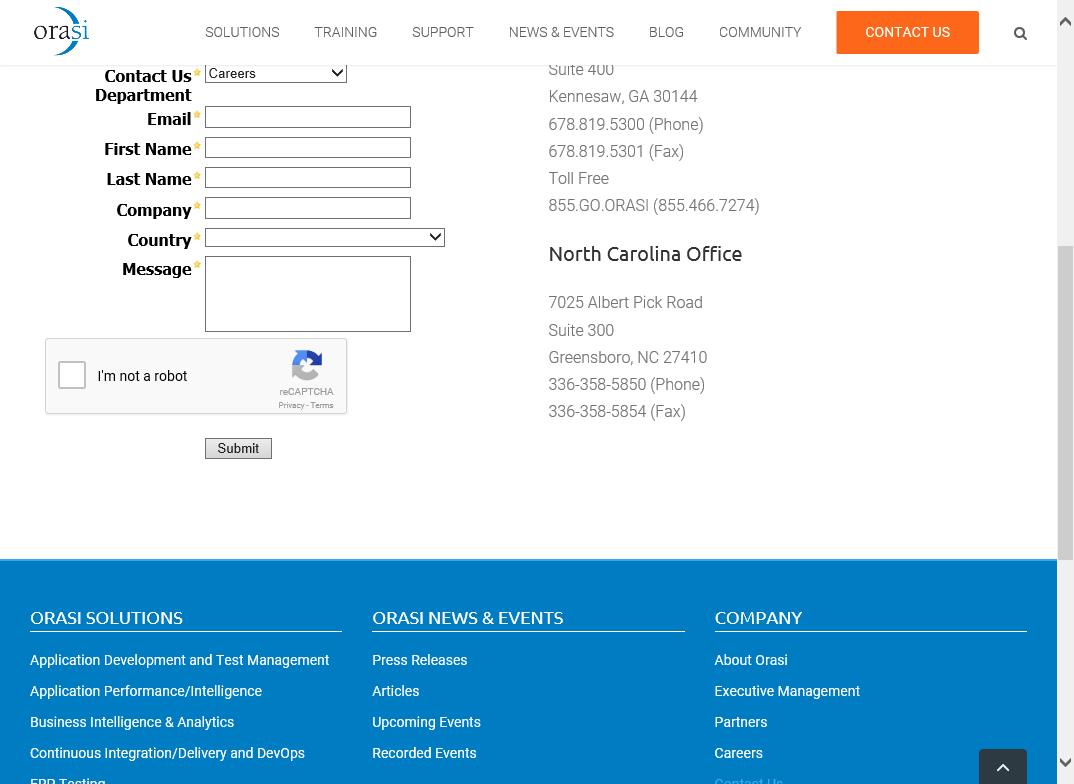 orasi
SOLUTIONS TRAINING SUPPORT NEWS & EVENTS BLOG COMMUNITY CONTACT US
Contact Us Department
Careers
Email
First Name
Last Name
Company
Country
Message
I'm not a robot
reCAPTCHA
Privacy - Terms
Submit
Suite 400
Kennesaw, GA 30144
678.819.5300 (Phone)
678.819.5301 (Fax)
Toll Free
855.GO.ORASI (855.466.7274)
North Carolina Office
7025 Albert Pick Road
Suite 300
Greensboro, NC 27410
336-358-5850 (Phone)
336-358-5854 (Fax)
ORASI SOLUTIONS
Application Development and Test Management
Application Performance/Intelligence
Business Intelligence & Analytics
Continuous Integration/Delivery and DevOps
ERP Testing
ORASI NEWS & EVENTS
Press Releases
Articles
Upcoming Events
Recorded Events
COMPANY
About Orasi
Executive Management
Partners
Careers
Contact Us